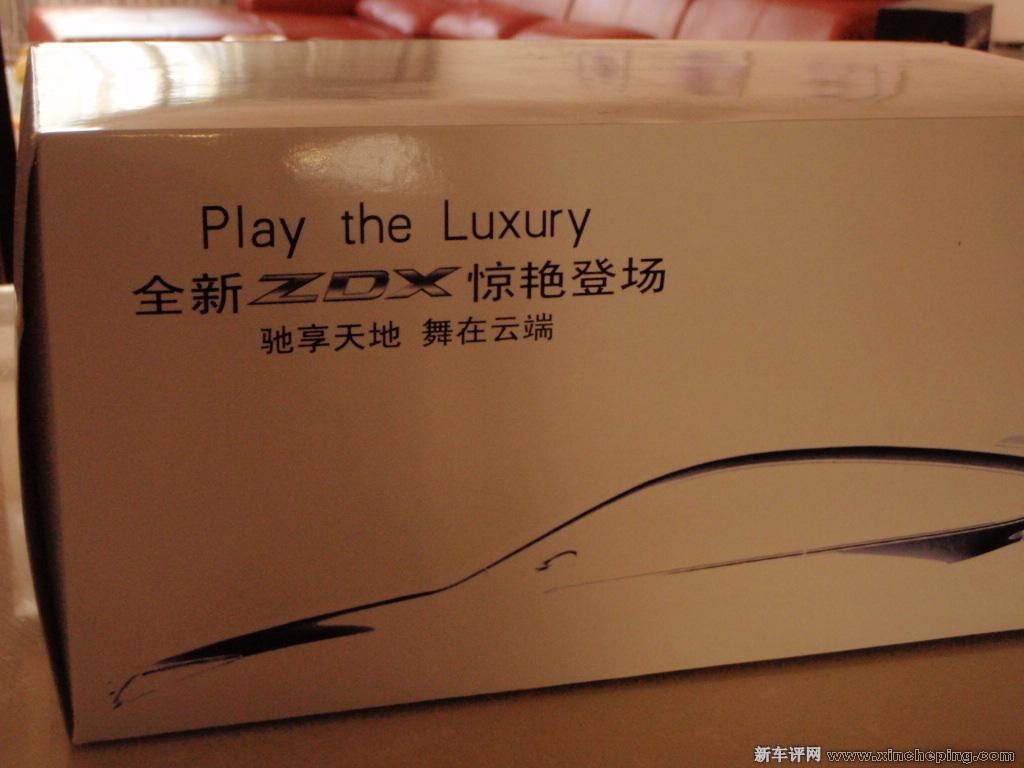 Play the Luxury
全新ZDX惊艳登场
驰享天地 舞在云端
新车评网 www.xincheping.com